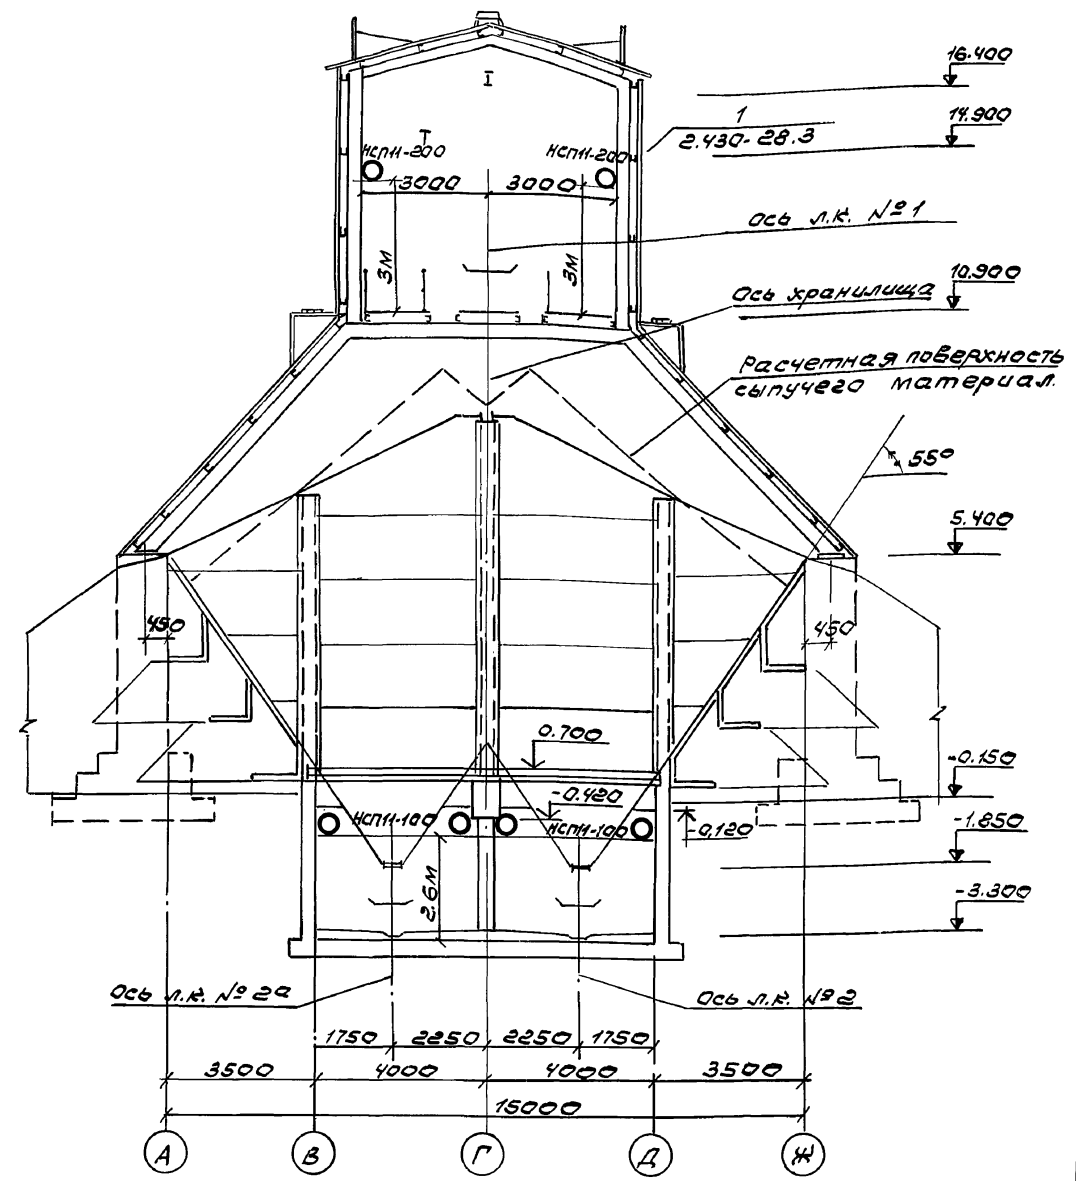 16.400
I
1
14.900
2.430-28.3
Т
НСП11-200
НСП11-200
3000
3000
Ось л.к. №1
3м
3м
10.900
Ось хранилища
Расчетная поверхность
сыпучего материал.
55°
5.400
450
450
0.700
-0.150
-0.420
НСП11-100
НСП11-100
-0,120
-1.850
2.6м
-3.300
Ось л.к. №2а
Ось л.к. №2
1750
2250
2250
1750
3500
4000
4000
3500
15000
А
В
Г
Д
Ж